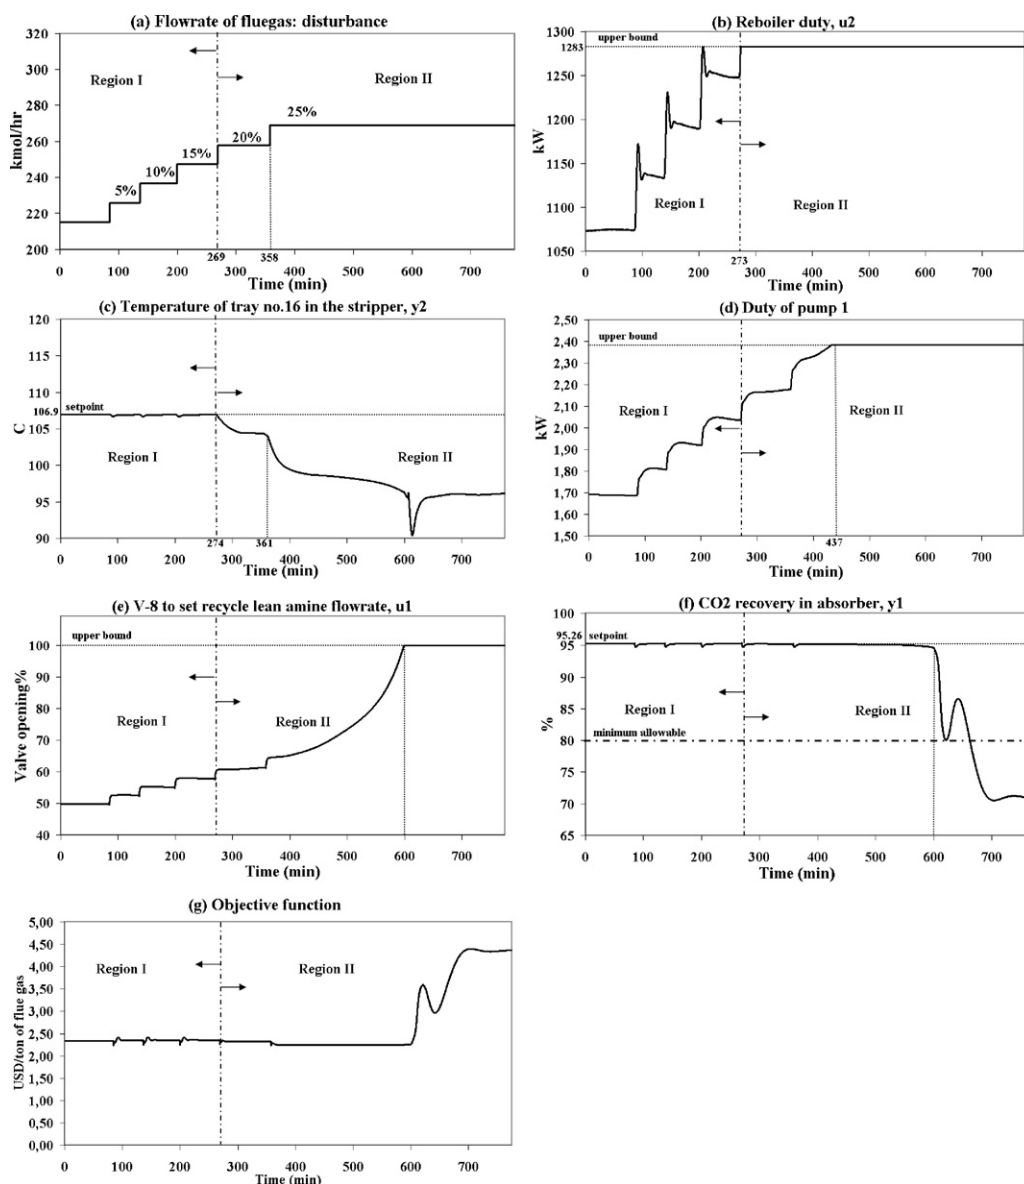 (a) Flowrate of fluegas: disturbance
320
300
280
260
240
220
200
kmol/hr
Region I
Region II
5%
10%
15%
20%
25%
0 100 200 269 300 358 400 500 600 700
Time (min)
(b) Reboiler duty, u2
upper bound
1300
1283
1250
1200
1150
1100
1050
kW
Region I
Region II
0 100 200 273 300 400 500 600 700
Time (min)
(c) Temperature of tray no.16 in the stripper, y2
120
115
110
106.9 setpoint
105
100
95
90
C
Region I
Region II
0 100 200 274 300 361 400 500 600 700
Time (min)
(d) Duty of pump 1
2,50
upper bound
2,40
2,30
2,20
2,10
2,00
1,90
1,80
1,70
1,60
1,50
kW
Region I
Region II
0 100 200 300 400 437 500 600 700
Time (min)
(e) V-8 to set recycle lean amine flowrate, u1
110
upper bound
100
90
80
70
60
50
40
Valve opening%
Region I
Region II
0 100 200 300 400 500 600 700
Time (min)
(f) CO2 recovery in absorber, y1
100
95.26 setpoint
95
90
85
80
75
70
65
%
Region I
Region II
minimum allowable
0 100 200 300 400 500 600 700
Time (min)
(g) Objective function
5,00
4,50
4,00
3,50
3,00
2,50
2,00
1,50
1,00
0,50
0,00
USD/ton of flue gas
Region I
Region II
0 100 200 300 400 500 600 700
Time (min)